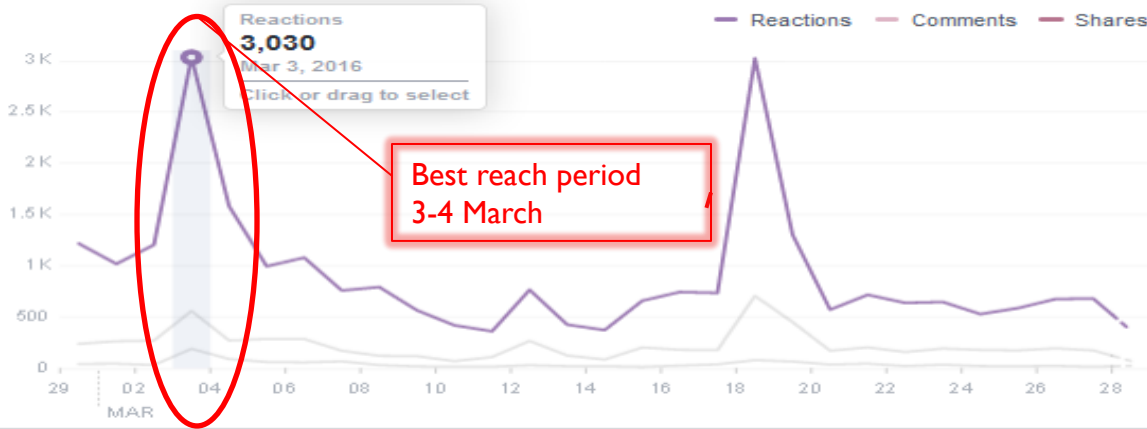 Reactions
3,030
Mar 3, 2016
Click or drag to select
Reactions Comments Shares
3 K
2.5 K
2 K
1.5 K
1 K
500
0
Best reach period
3-4 March
29 02 04 06 08 10 12 14 16 18 20 22 24 26 28
MAR